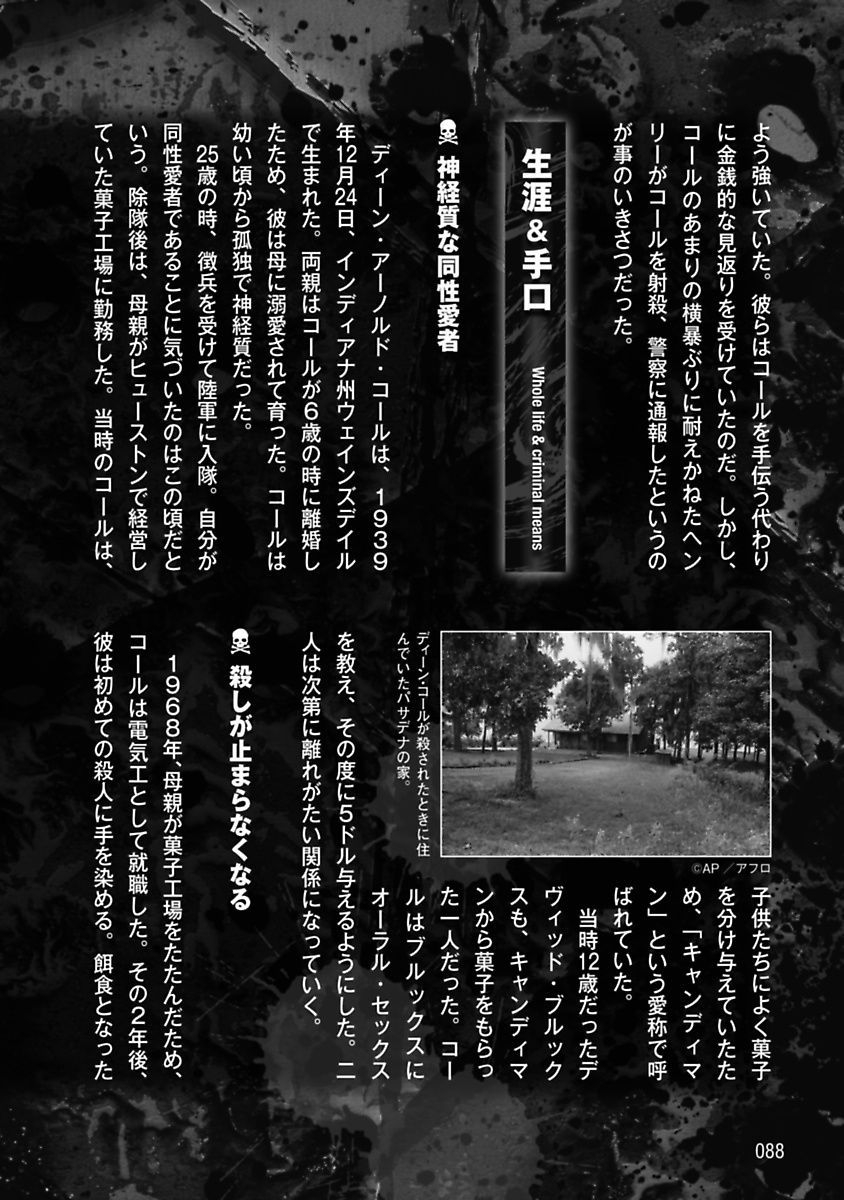 よう強いていた。彼らはコールを手伝う代わり
に金銭的な見返りを受けていたのだ。しかし、
コールのあまりの横暴ぶりに耐えかねたヘン
リーがコールを射殺、警察に通報したというの
が事のいきさつだった。
生涯&手口
Whole life & criminal means
神経質な同性愛者
ディーン・アーノルド・コールは、1939
年12月24日、インディアナ州ウェインズデイル
で生まれた。両親はコールが6歳の時に離婚し
たため、彼は母に溺愛されて育った。コールは
幼い頃から孤独で神経質だった。
25歳の時、徴兵を受けて陸軍に入隊。自分が
同性愛者であることに気づいたのはこの頃だと
いう。除隊後は、母親がヒューストンで経営し
ていた菓子工場に勤務した。当時のコールは、
©AP／アフロ
ディーン・コールが殺されたときに住
んでいたパサデナの家。
子供たちによく菓子
を分け与えていたた
め、「キャンディマ
ン」という愛称で呼
ばれていた。
当時12歳だったデ
ヴィッド・ブルック
スも、キャンディマ
ンから菓子をもらっ
た一人だった。コー
ルはブルックスに
オーラル・セックス
を教え、その度に5ドル与えるようにした。二
人は次第に離れがたい関係になっていく。
殺しが止まらなくなる
1968年、母親が菓子工場をたたんだため、
コールは電気工として就職した。その2年後、
彼は初めての殺人に手を染める。餌食となった
088